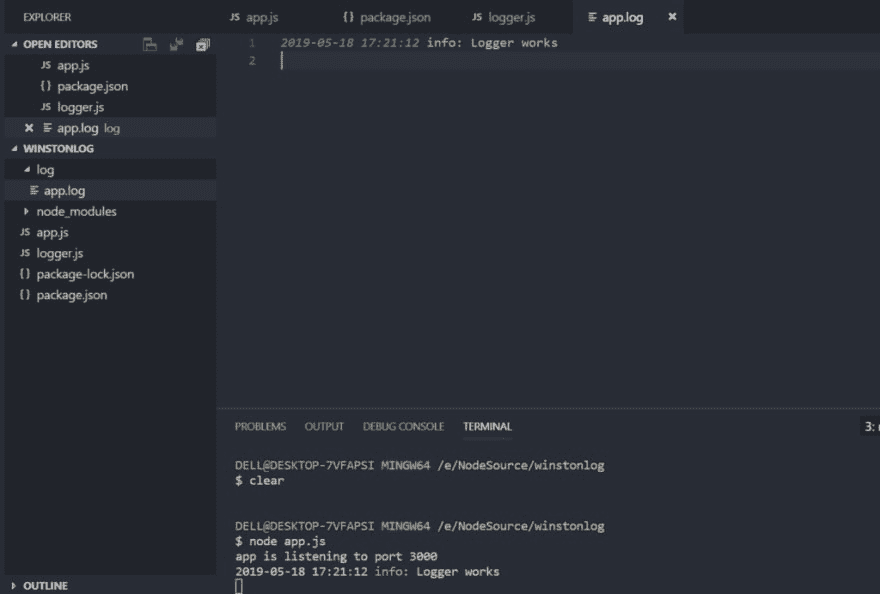 EXPLORER
OPEN EDITORS
JS app.js
{} package.json
JS logger.js
app.log log
WINSTONLOG
log
app.log
node_modules
JS app.js
JS logger.js
{} package-lock.json
{} package.json
OUTLINE
JS app.js {} package.json JS logger.js app.log
1 2019-05-18 17:21:12 info: Logger works
2
PROBLEMS OUTPUT DEBUG CONSOLE TERMINAL 3:
DELL@DESKTOP-7VFAPSI MINGW64 /e/NodeSource/winstonlog
$ clear
DELL@DESKTOP-7VFAPSI MINGW64 /e/NodeSource/winstonlog
$ node app.js
app is listening to port 3000
2019-05-18 17:21:12 info: Logger works